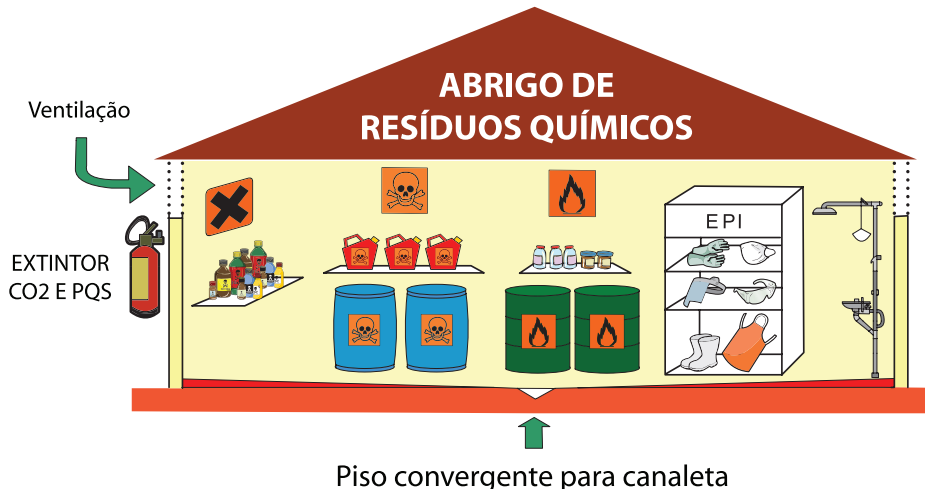 ABRIGO DE
RESÍDUOS QUÍMICOS
Ventilação
EXTINTOR
CO2 E PQS
EPI
Piso convergente para canaleta